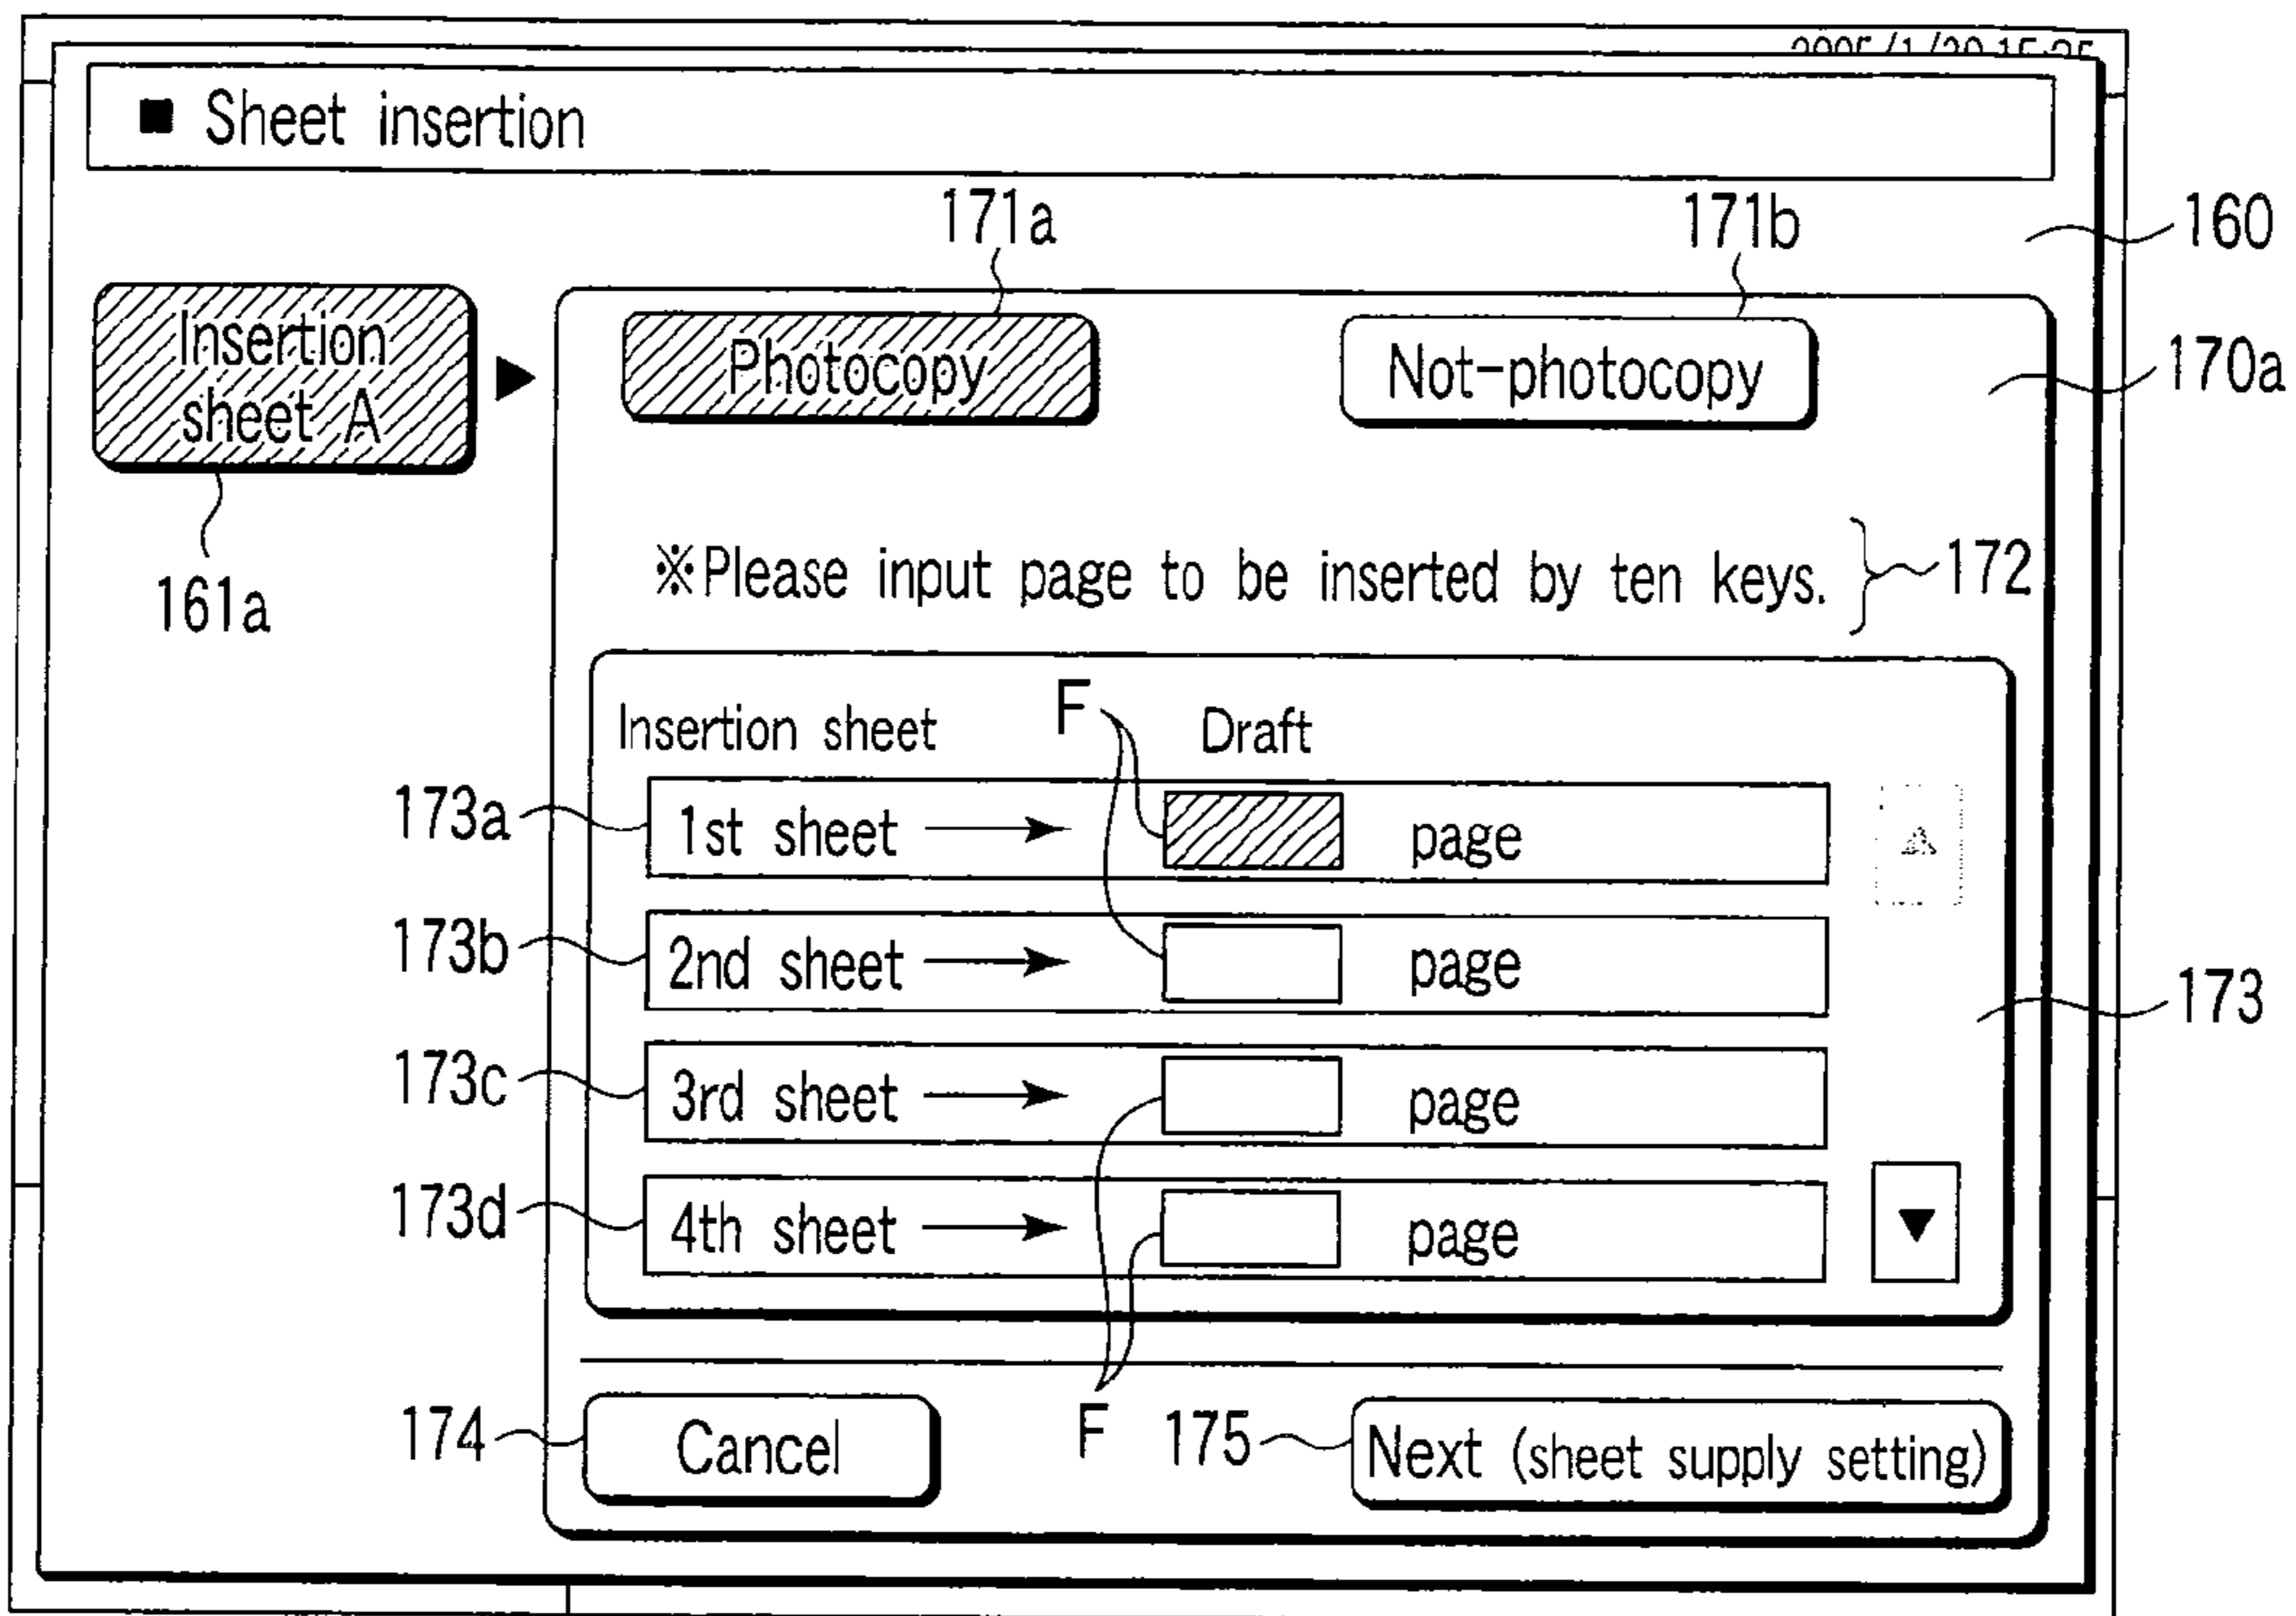 ■ Sheet insertion
171a
171b
160
Insertion
sheet A
Photocopy
Not-photocopy
170a
161a
※Please input page to be inserted by ten keys.
172
Insertion sheet
F
Draft
173a
1st sheet
page
173b
2nd sheet
page
173
173c
3rd sheet
page
173d
4th sheet
page
174
Cancel
F
175
Next (sheet supply setting)